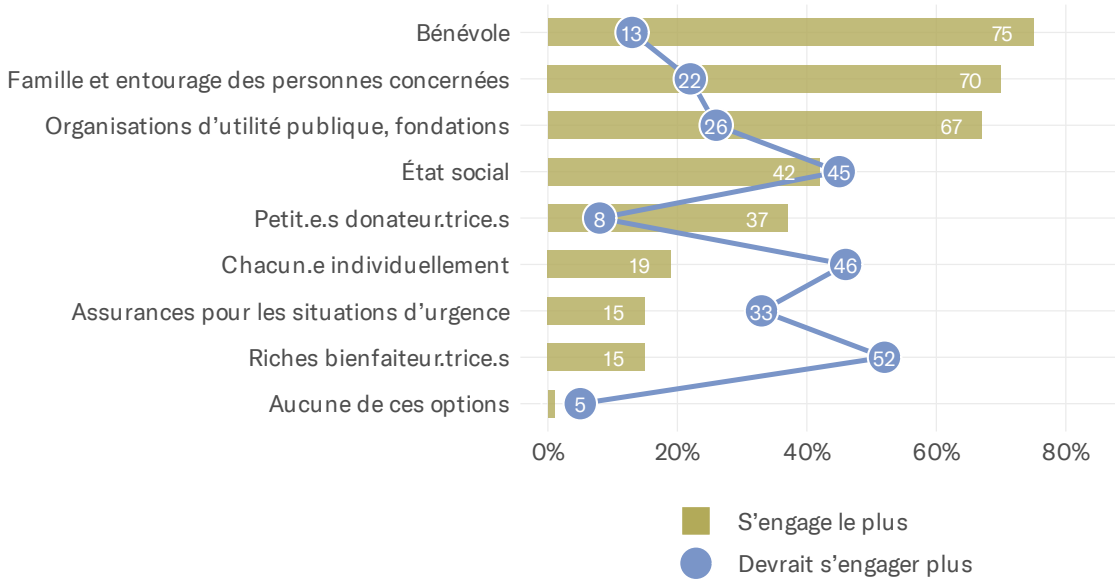 Bénévole 13 75
Famille et entourage des personnes concernées 22 70
Organisations d’utilité publique, fondations 26 67
État social 42 45
Petit.e.s donateur.trice.s 8 37
Chacun.e individuellement 19 46
Assurances pour les situations d’urgence 15 33
Riches bienfaiteur.trice.s 15 52
Aucune de ces options 5
0% 20% 40% 60% 80%
S’engage le plus
Devrait s’engager plus